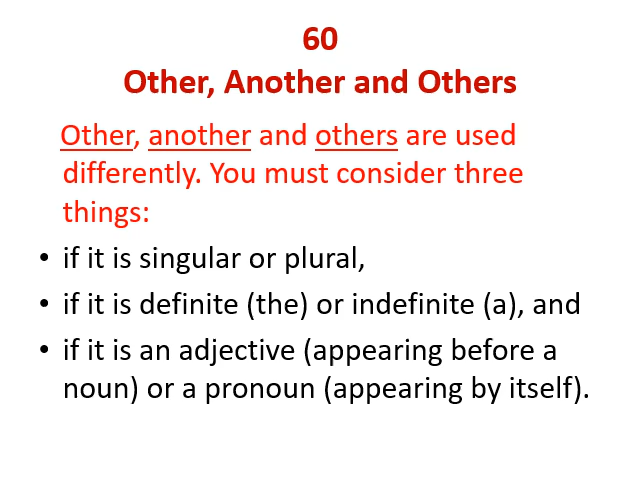 60
Other, Another and Others
Other, another and others are used
differently. You must consider three
things:
• if it is singular or plural,
• if it is definite (the) or indefinite (a), and
• if it is an adjective (appearing before a
noun) or a pronoun (appearing by itself).